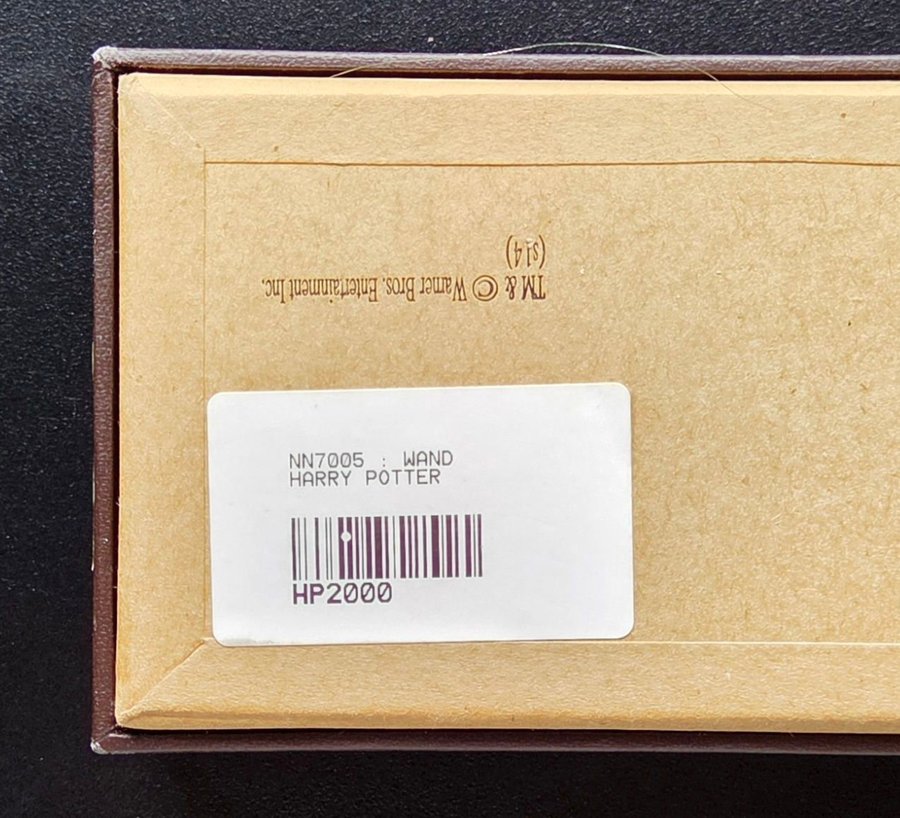 TM & © Warner Bros. Entertainment Inc.
(s14)
NN7005 : WAND
HARRY POTTER
HP2000